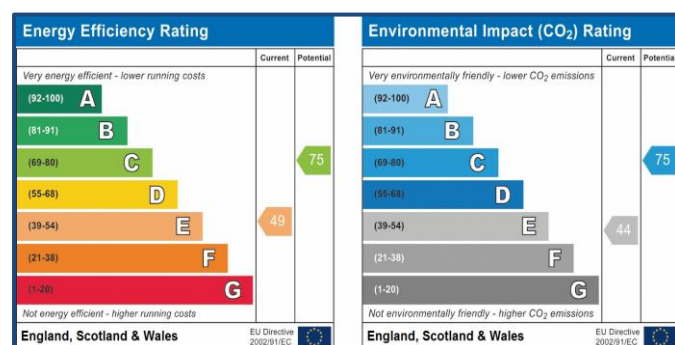 Energy Efficiency Rating
Current Potential
Very energy efficient - lower running costs
(92-100) A
(81-91) B
(69-80) C
75
(55-68) D
(39-54) E
49
(21-38) F
(1-20) G
Not energy efficient - higher running costs
England, Scotland & Wales
EU Directive
2002/91/EC
Environmental Impact (CO₂) Rating
Current Potential
Very environmentally friendly - lower CO₂ emissions
(92-100) A
(81-91) B
(69-80) C
75
(55-68) D
(39-54) E
44
(21-38) F
(1-20) G
Not environmentally friendly - higher CO₂ emissions
England, Scotland & Wales
EU Directive
2002/91/EC